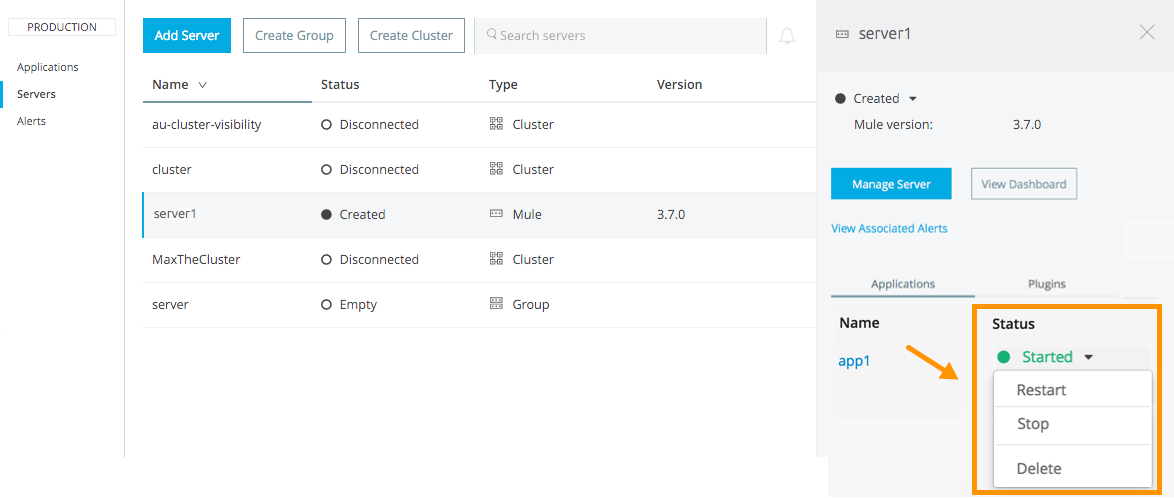 PRODUCTION
Applications
Servers
Alerts
Add Server Create Group Create Cluster Search servers
Name Status Type Version
au-cluster-visibility Disconnected Cluster
cluster Disconnected Cluster
server1 Created Mule 3.7.0
MaxTheCluster Disconnected Cluster
server Empty Group
server1
Created
Mule version: 3.7.0
Manage Server View Dashboard
View Associated Alerts
Applications Plugins
Name Status
app1 Started
Restart
Stop
Delete